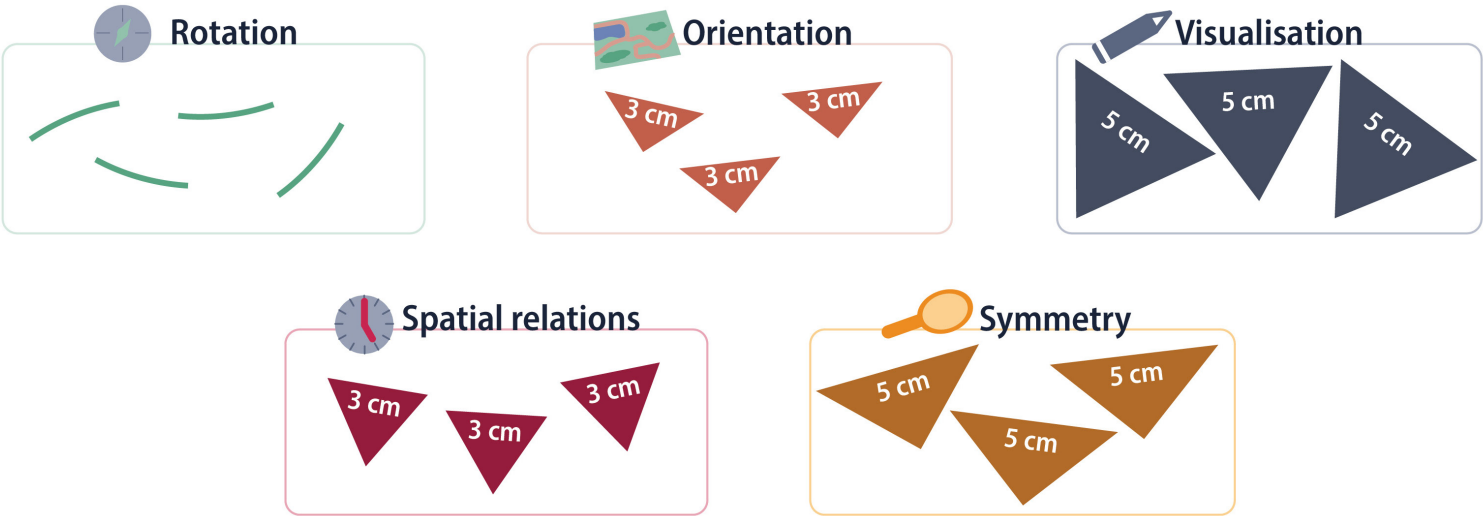 Rotation
Orientation
3 cm
3 cm
3 cm
Visualisation
5 cm
5 cm
5 cm
Spatial relations
3 cm
3 cm
3 cm
Symmetry
5 cm
5 cm
5 cm